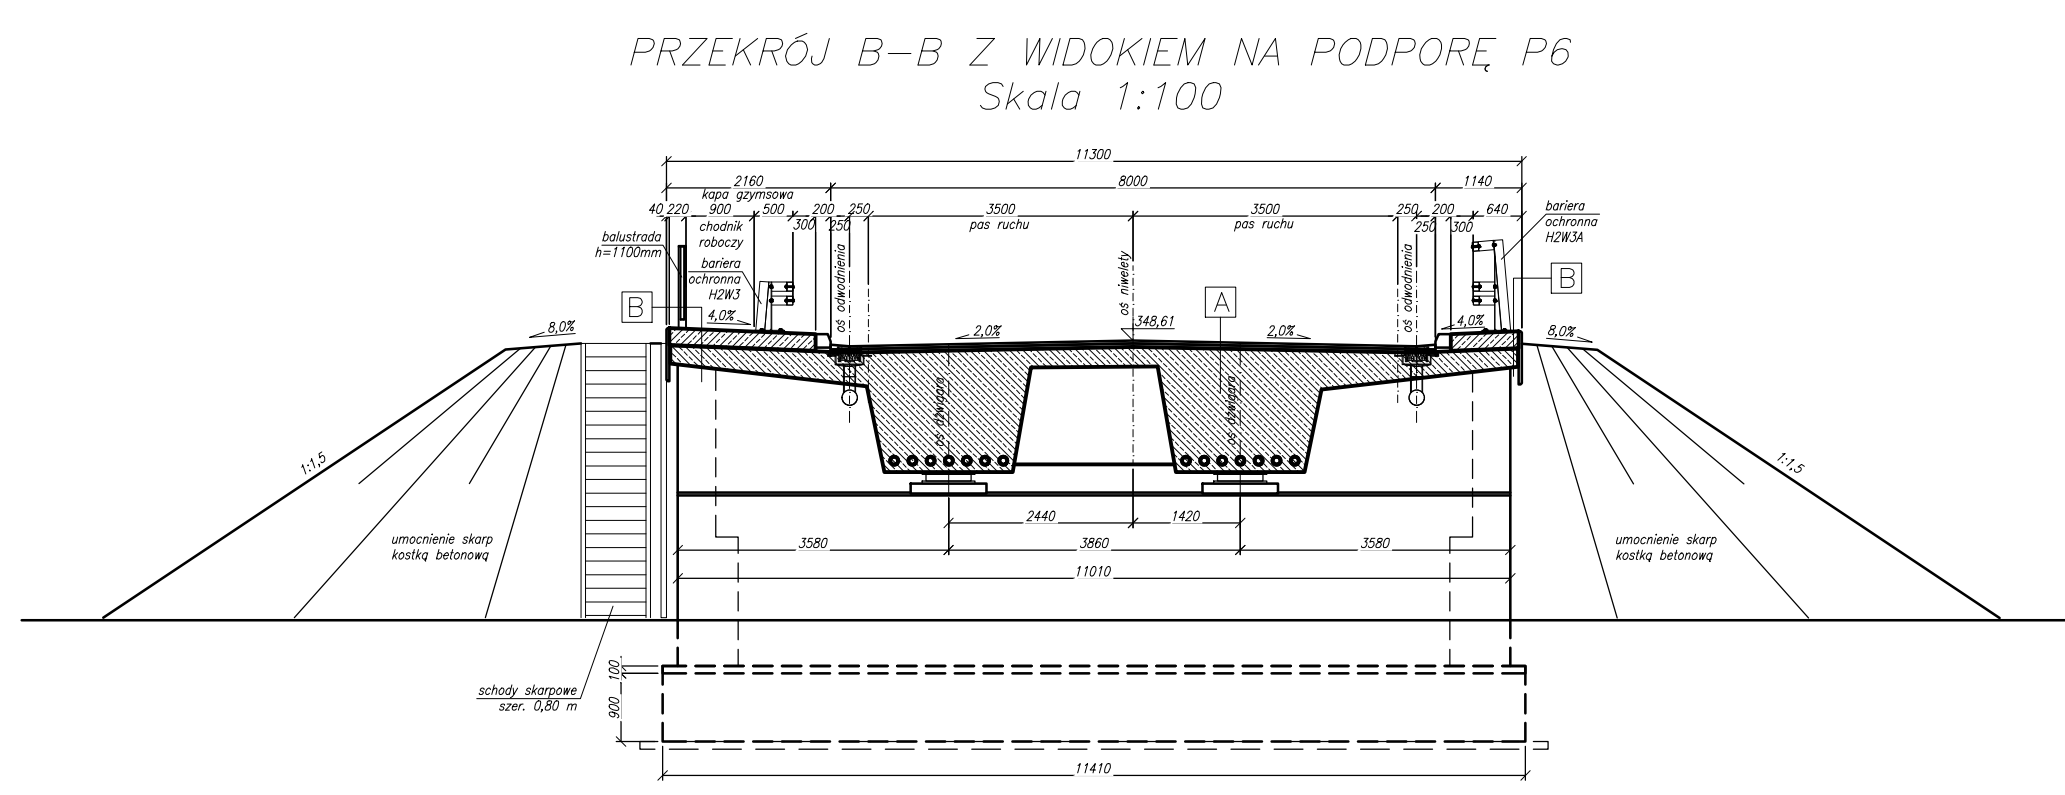 PRZEKRÓJ B-B Z WIDOKIEM NA PODPORĘ P6
Skala 1:100
11300
2160
8000
1140
kapa gzymsowa
40 220 900 500 200 250 3500 3500 250 200 640
300 250 250 300
chodnik
roboczy
pas ruchu
pas ruchu
balustrada
h=1100mm
bariera
ochronna
H2W3
bariera
ochronna
H2W3A
oś odwodnienia
oś niwelety
oś odwodnienia
B
A
B
8,0%
4,0%
2,0%
348,61
2,0%
4,0%
8,0%
oś dźwigara
oś dźwigara
1:1,5
1:1,5
2440
1420
3580
3860
3580
11010
umocnienie skarp
kostką betonową
umocnienie skarp
kostką betonową
schody skarpowe
szer. 0,80 m
100
900
11410